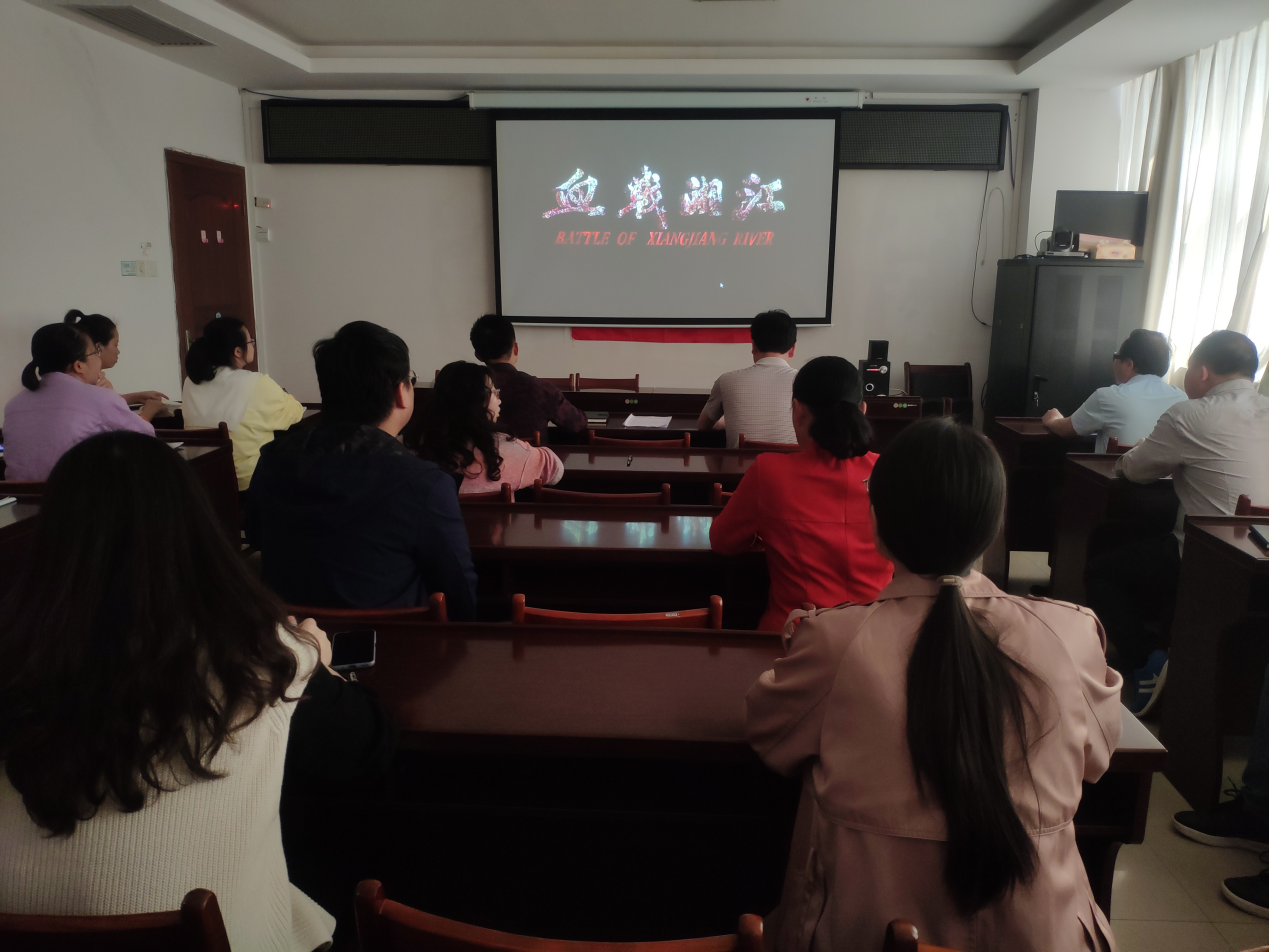 血戰湘江
BATTLE OF XIANGJIANG RIVER